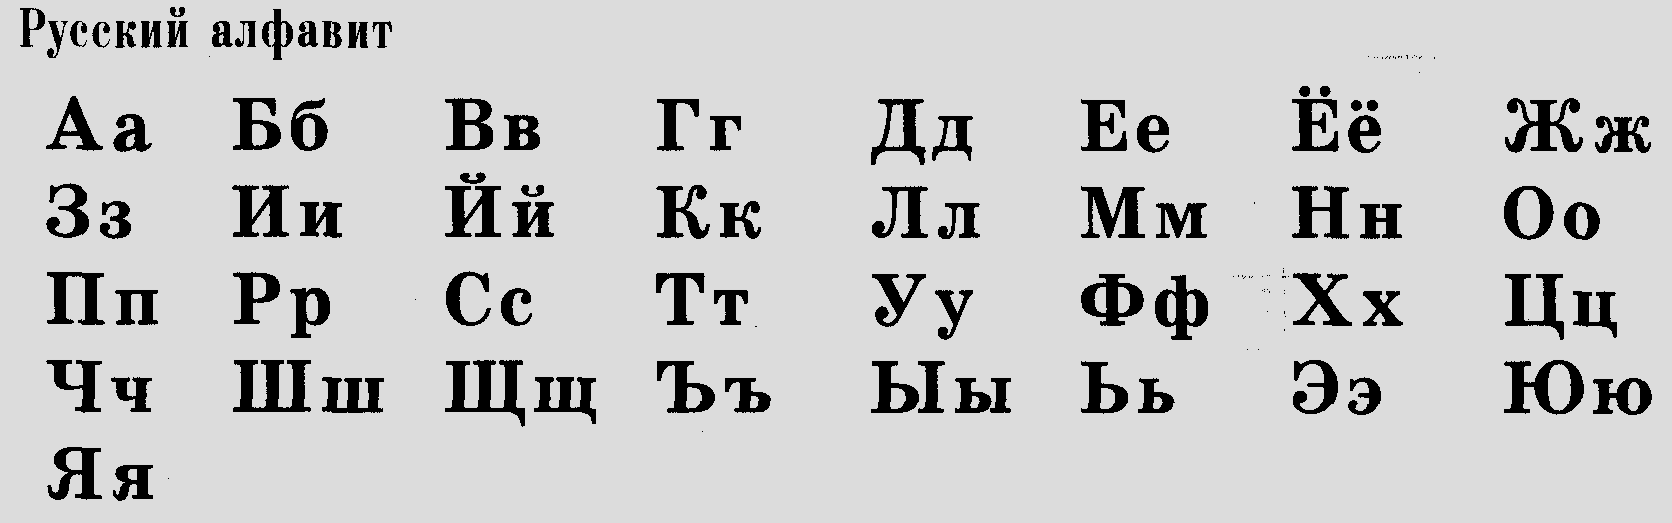 Русский алфавит
Аа Бб Вв Гг Дд Ее Ёё Жж
Зз Ии Йй Кк Лл Мм Нн Оо
Пп Рр Сс Тт Уу Фф Хх Цц
Чч Шш Щщ Ъъ Ыы Ьь Ээ Юю
Яя